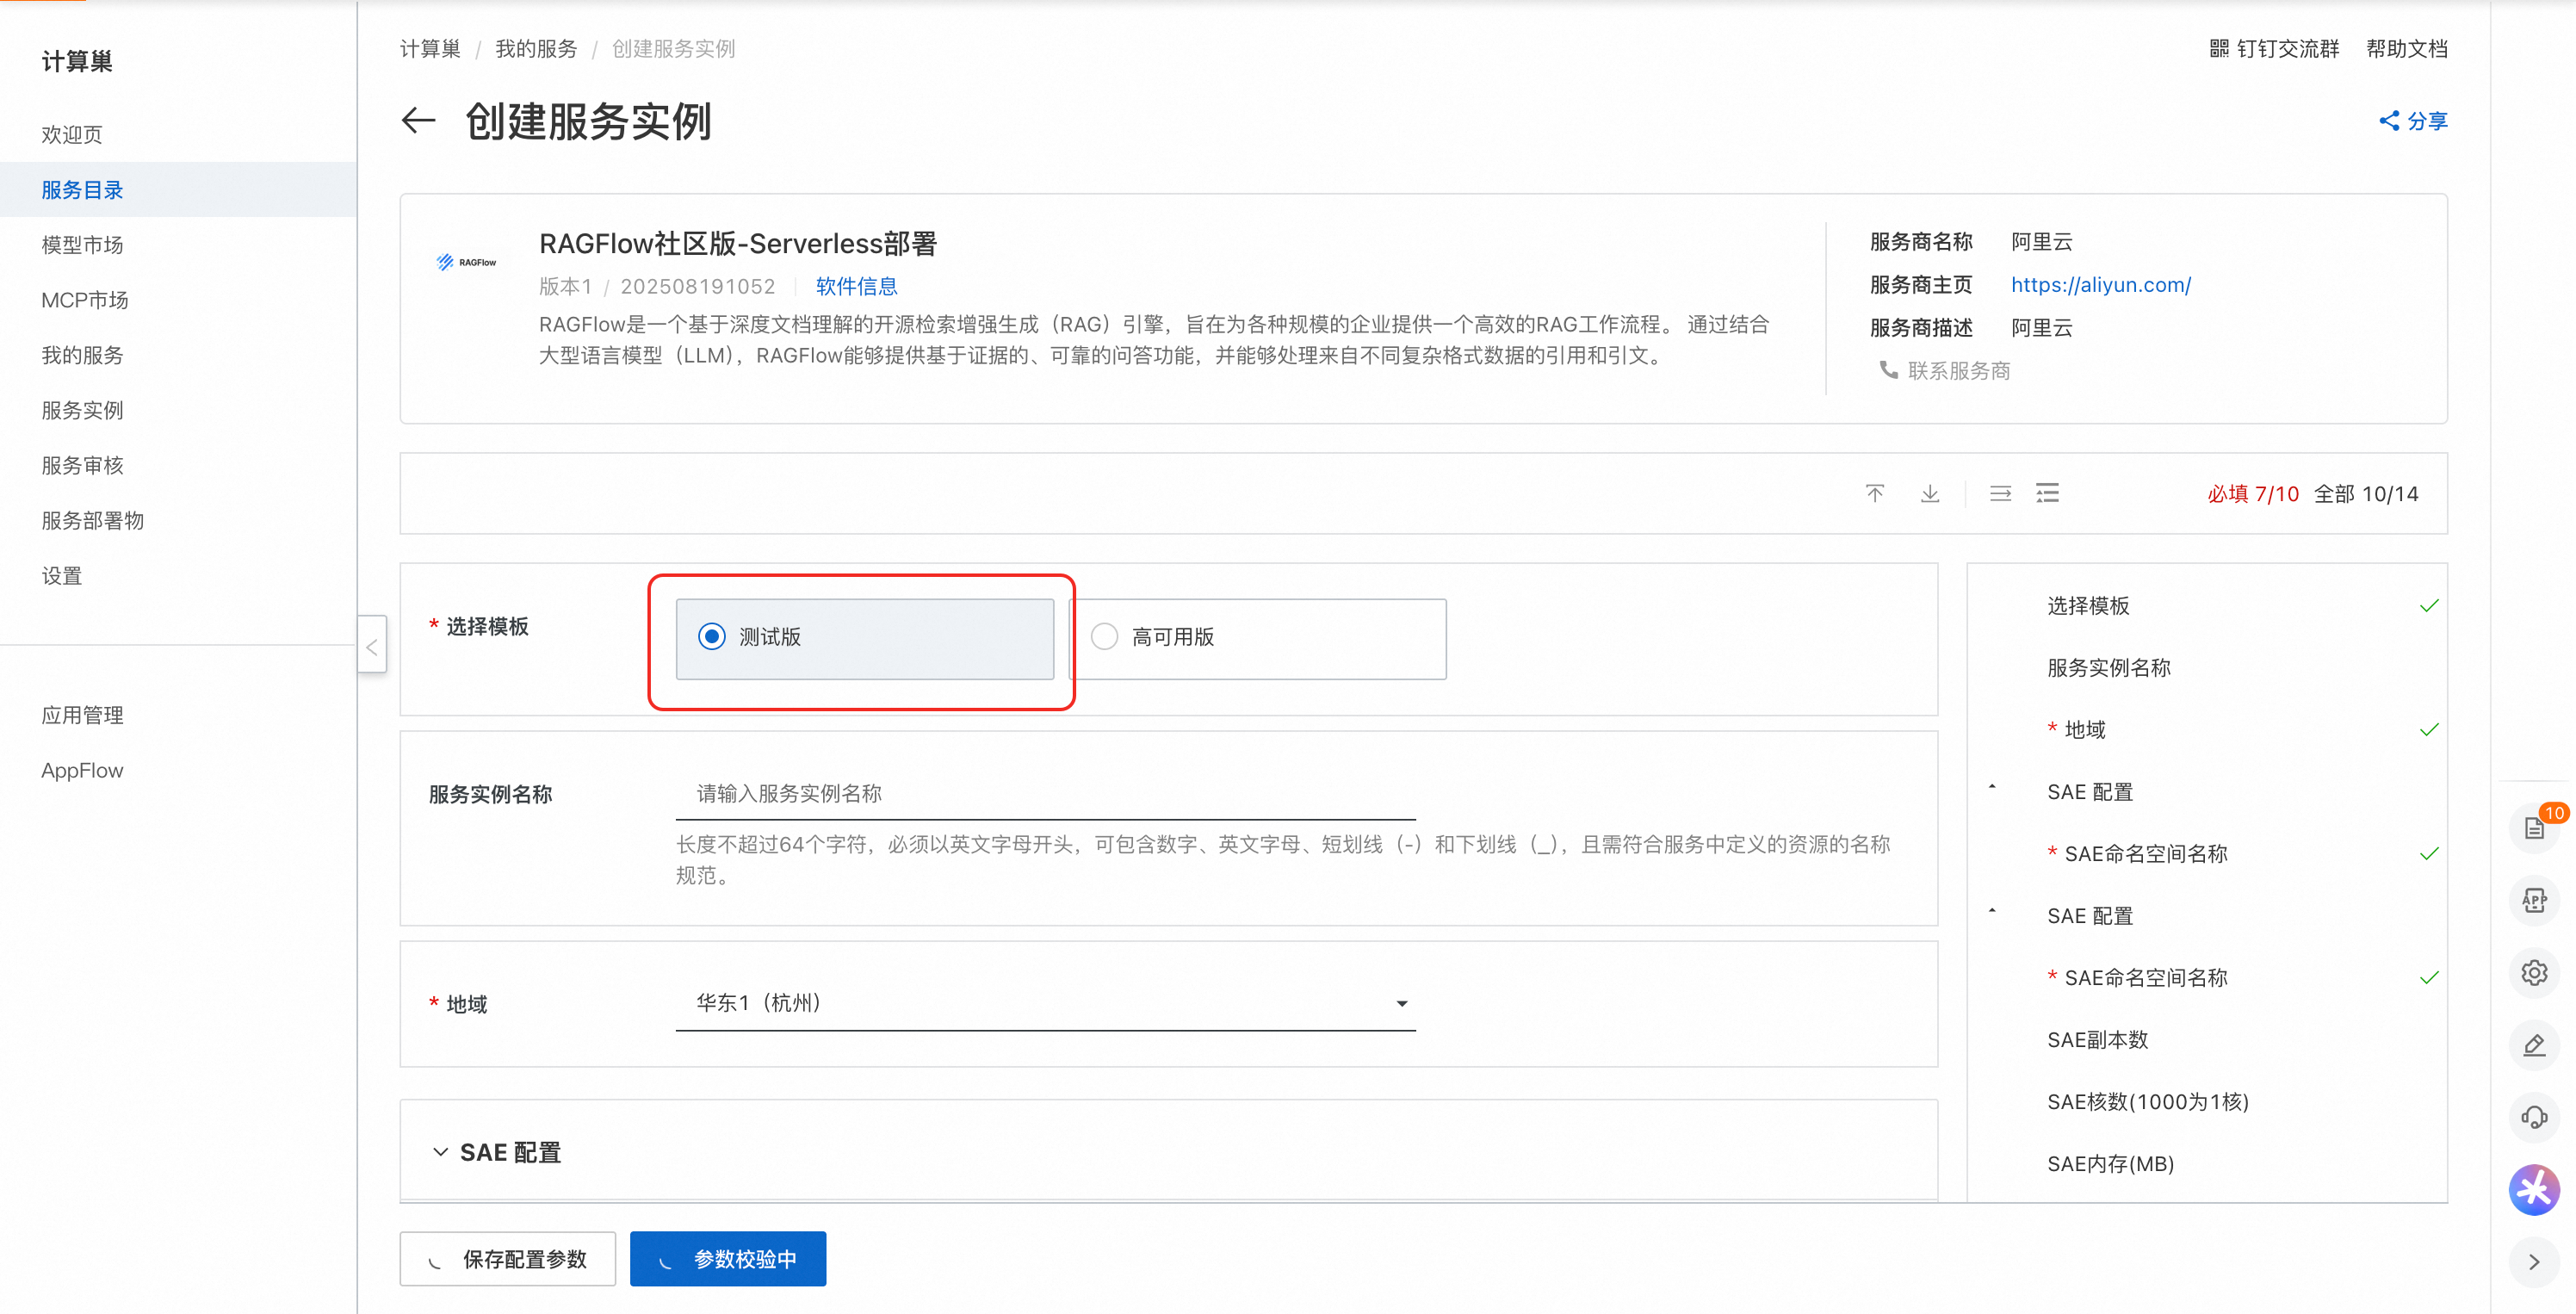 计算巢
欢迎页
服务目录
模型市场
MCP市场
我的服务
服务实例
服务审核
服务部署物
设置
应用管理
AppFlow
计算巢 / 我的服务 / 创建服务实例
钉钉交流群 帮助文档
创建服务实例
分享
RAGFlow
RAGFlow社区版-Serverless部署
版本1 / 202508191052 软件信息
RAGFlow是一个基于深度文档理解的开源检索增强生成（RAG）引擎，旨在为各种规模的企业提供一个高效的RAG工作流程。 通过结合
大型语言模型（LLM），RAGFlow能够提供基于证据的、可靠的问答功能，并能够处理来自不同复杂格式数据的引用和引文。
服务商名称 阿里云
服务商主页 https://aliyun.com/
服务商描述 阿里云
联系服务商
必填 7/10 全部 10/14
* 选择模板
测试版
高可用版
服务实例名称
请输入服务实例名称
长度不超过64个字符，必须以英文字母开头，可包含数字、英文字母、短划线（-）和下划线（_），且需符合服务中定义的资源的名称
规范。
* 地域
华东1（杭州）
SAE 配置
保存配置参数
参数校验中
选择模板
服务实例名称
* 地域
SAE 配置
* SAE命名空间名称
SAE 配置
* SAE命名空间名称
SAE副本数
SAE核数(1000为1核)
SAE内存(MB)
10
APP